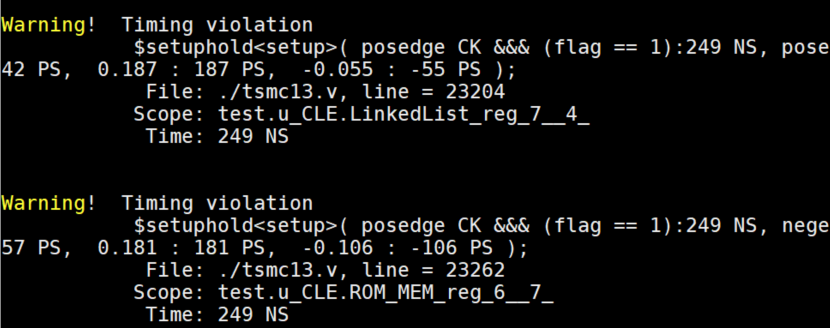 Warning!  Timing violation
           $setuphold<setup>( posedge CK &&& (flag == 1):249 NS, pose
42 PS,  0.187 : 187 PS,  -0.055 : -55 PS );
            File: ./tsmc13.v, line = 23204
           Scope: test.u_CLE.LinkedList_reg_7__4_
            Time: 249 NS
Warning!  Timing violation
           $setuphold<setup>( posedge CK &&& (flag == 1):249 NS, nege
57 PS,  0.181 : 181 PS,  -0.106 : -106 PS );
            File: ./tsmc13.v, line = 23262
           Scope: test.u_CLE.ROM_MEM_reg_6__7_
            Time: 249 NS